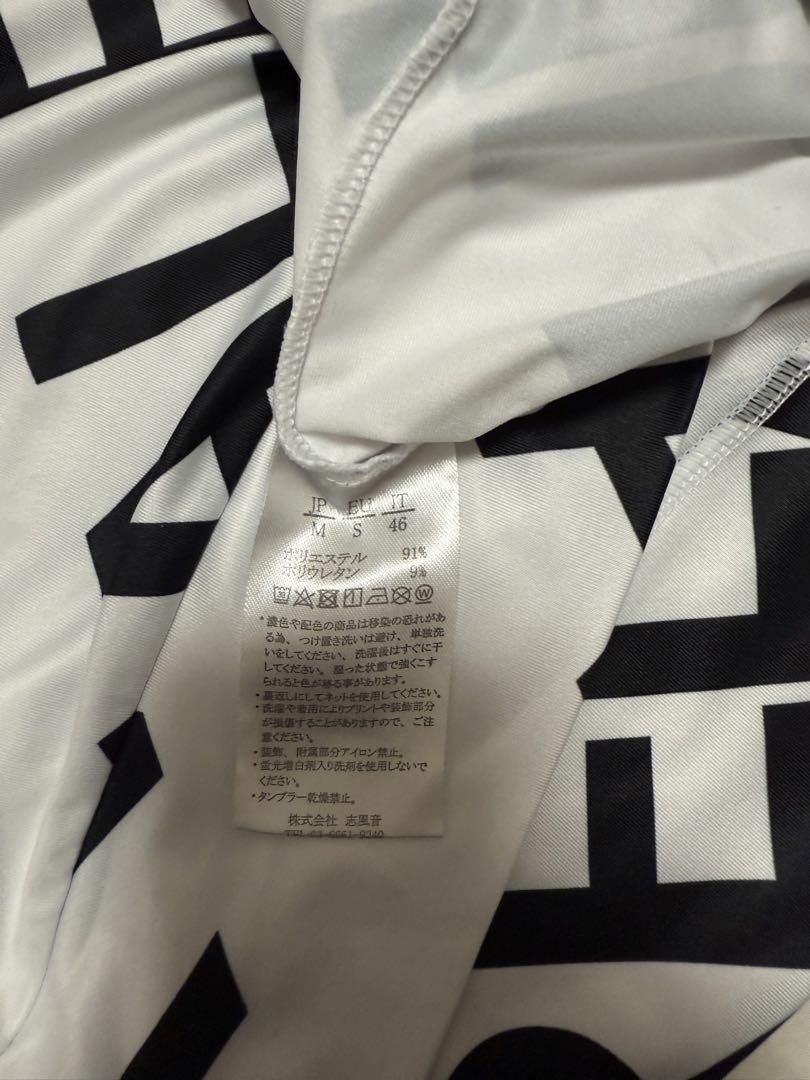 JP EU IT
M S 46
ポリエステル 91%
ポリウレタン 9%
30 W
*濃色や配色の商品は移染の恐れがあ
る為、つけ置き洗いは避け、単独洗
いをしてください、洗濯後はすぐに干
してください。湿った状態で強くこす
られると色が移る事があります。
・裏返しにしてネットを使用してください。
・洗濯や着用によりプリントや装飾部分
が損傷することがありますので、ご注
意ください。
・装飾、附属部分アイロン禁止。
・蛍光増白剤入り洗剤を使用しないで
ください。
・タンブラー乾燥禁止。
株式会社 志風音
TEL 03-6661-9240